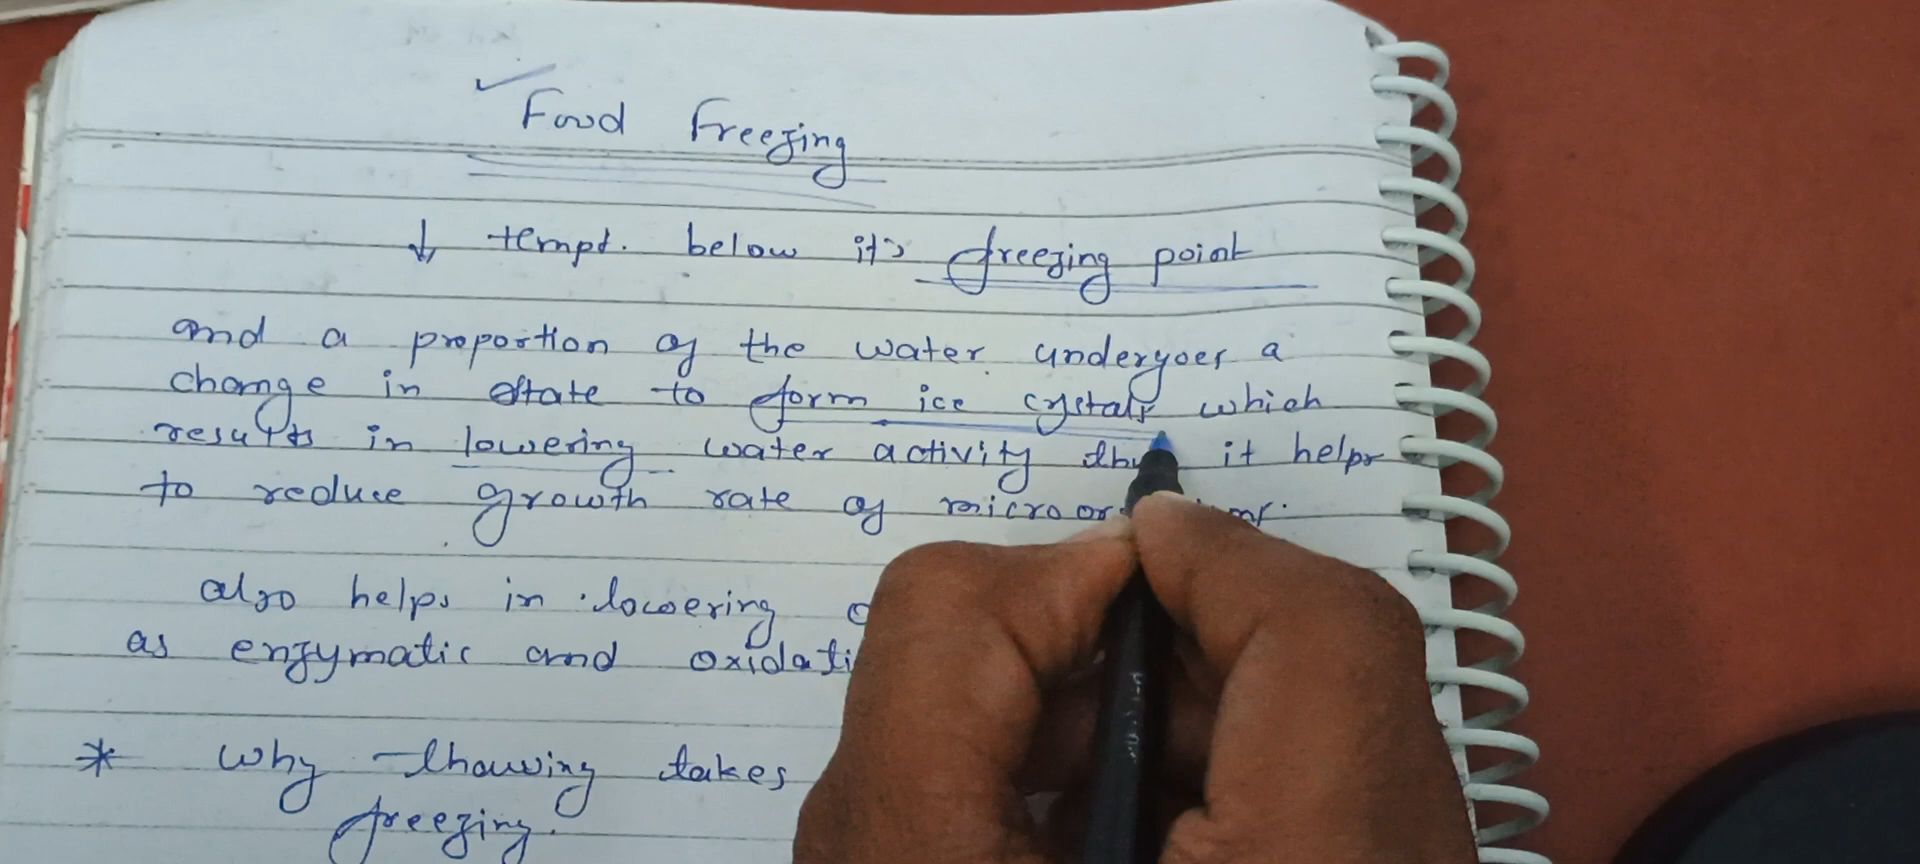 Food Freezing
↓ tempt. below it's freezing point
and a proportion of the water undergoes a
change in state to form ice crystals which
results in lowering water activity it helps
to reduce growth rate of
also helps in lowering
as enzymatic and
* Why thawing takes
freezing.